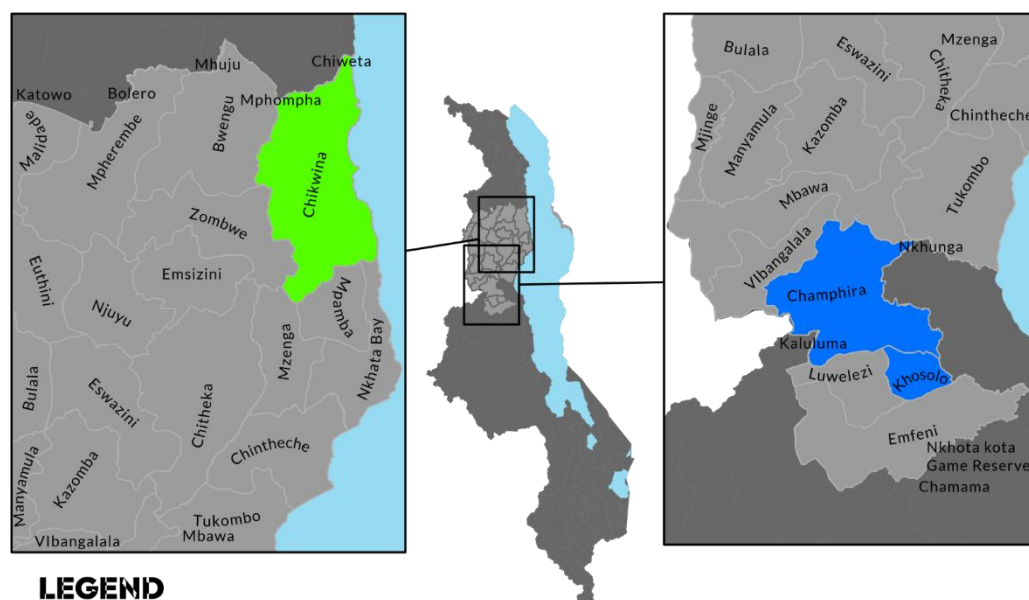 Mhuju
Chiweta
Katowo
Bolero
Mphompha
Malidade
Mpherembe
Bwengu
Chikwina
Zombwe
Euthini
Emsizini
Njuyu
Mpamba
Mzenga
Nkhata Bay
Bulala
Eswazini
Chitheka
Chintheche
Manyamula
Kazomba
Tukombo
Mbawa
VIbangalala
Bulala
Eswazini
Mzenga
Chitheka
Mjinge
Manyamula
Kazomba
Chintheche
Mbawa
Tukombo
VIbangalala
Nkhunga
Champhira
Kaluluma
Luwelezi
Khosolo
Emfeni
Nkhota kota
Game Reserve
Chamama
LEGEND